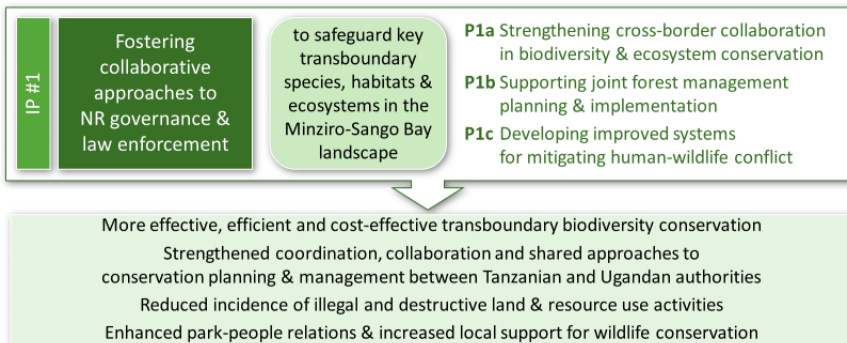 IP #1
Fostering
collaborative
approaches to
NR governance &
law enforcement
to safeguard key
transboundary
species, habitats &
ecosystems in the
Minziro-Sango Bay
landscape
P1a Strengthening cross-border collaboration
in biodiversity & ecosystem conservation
P1b Supporting joint forest management
planning & implementation
P1c Developing improved systems
for mitigating human-wildlife conflict
More effective, efficient and cost-effective transboundary biodiversity conservation
Strengthened coordination, collaboration and shared approaches to
conservation planning & management between Tanzanian and Ugandan authorities
Reduced incidence of illegal and destructive land & resource use activities
Enhanced park-people relations & increased local support for wildlife conservation